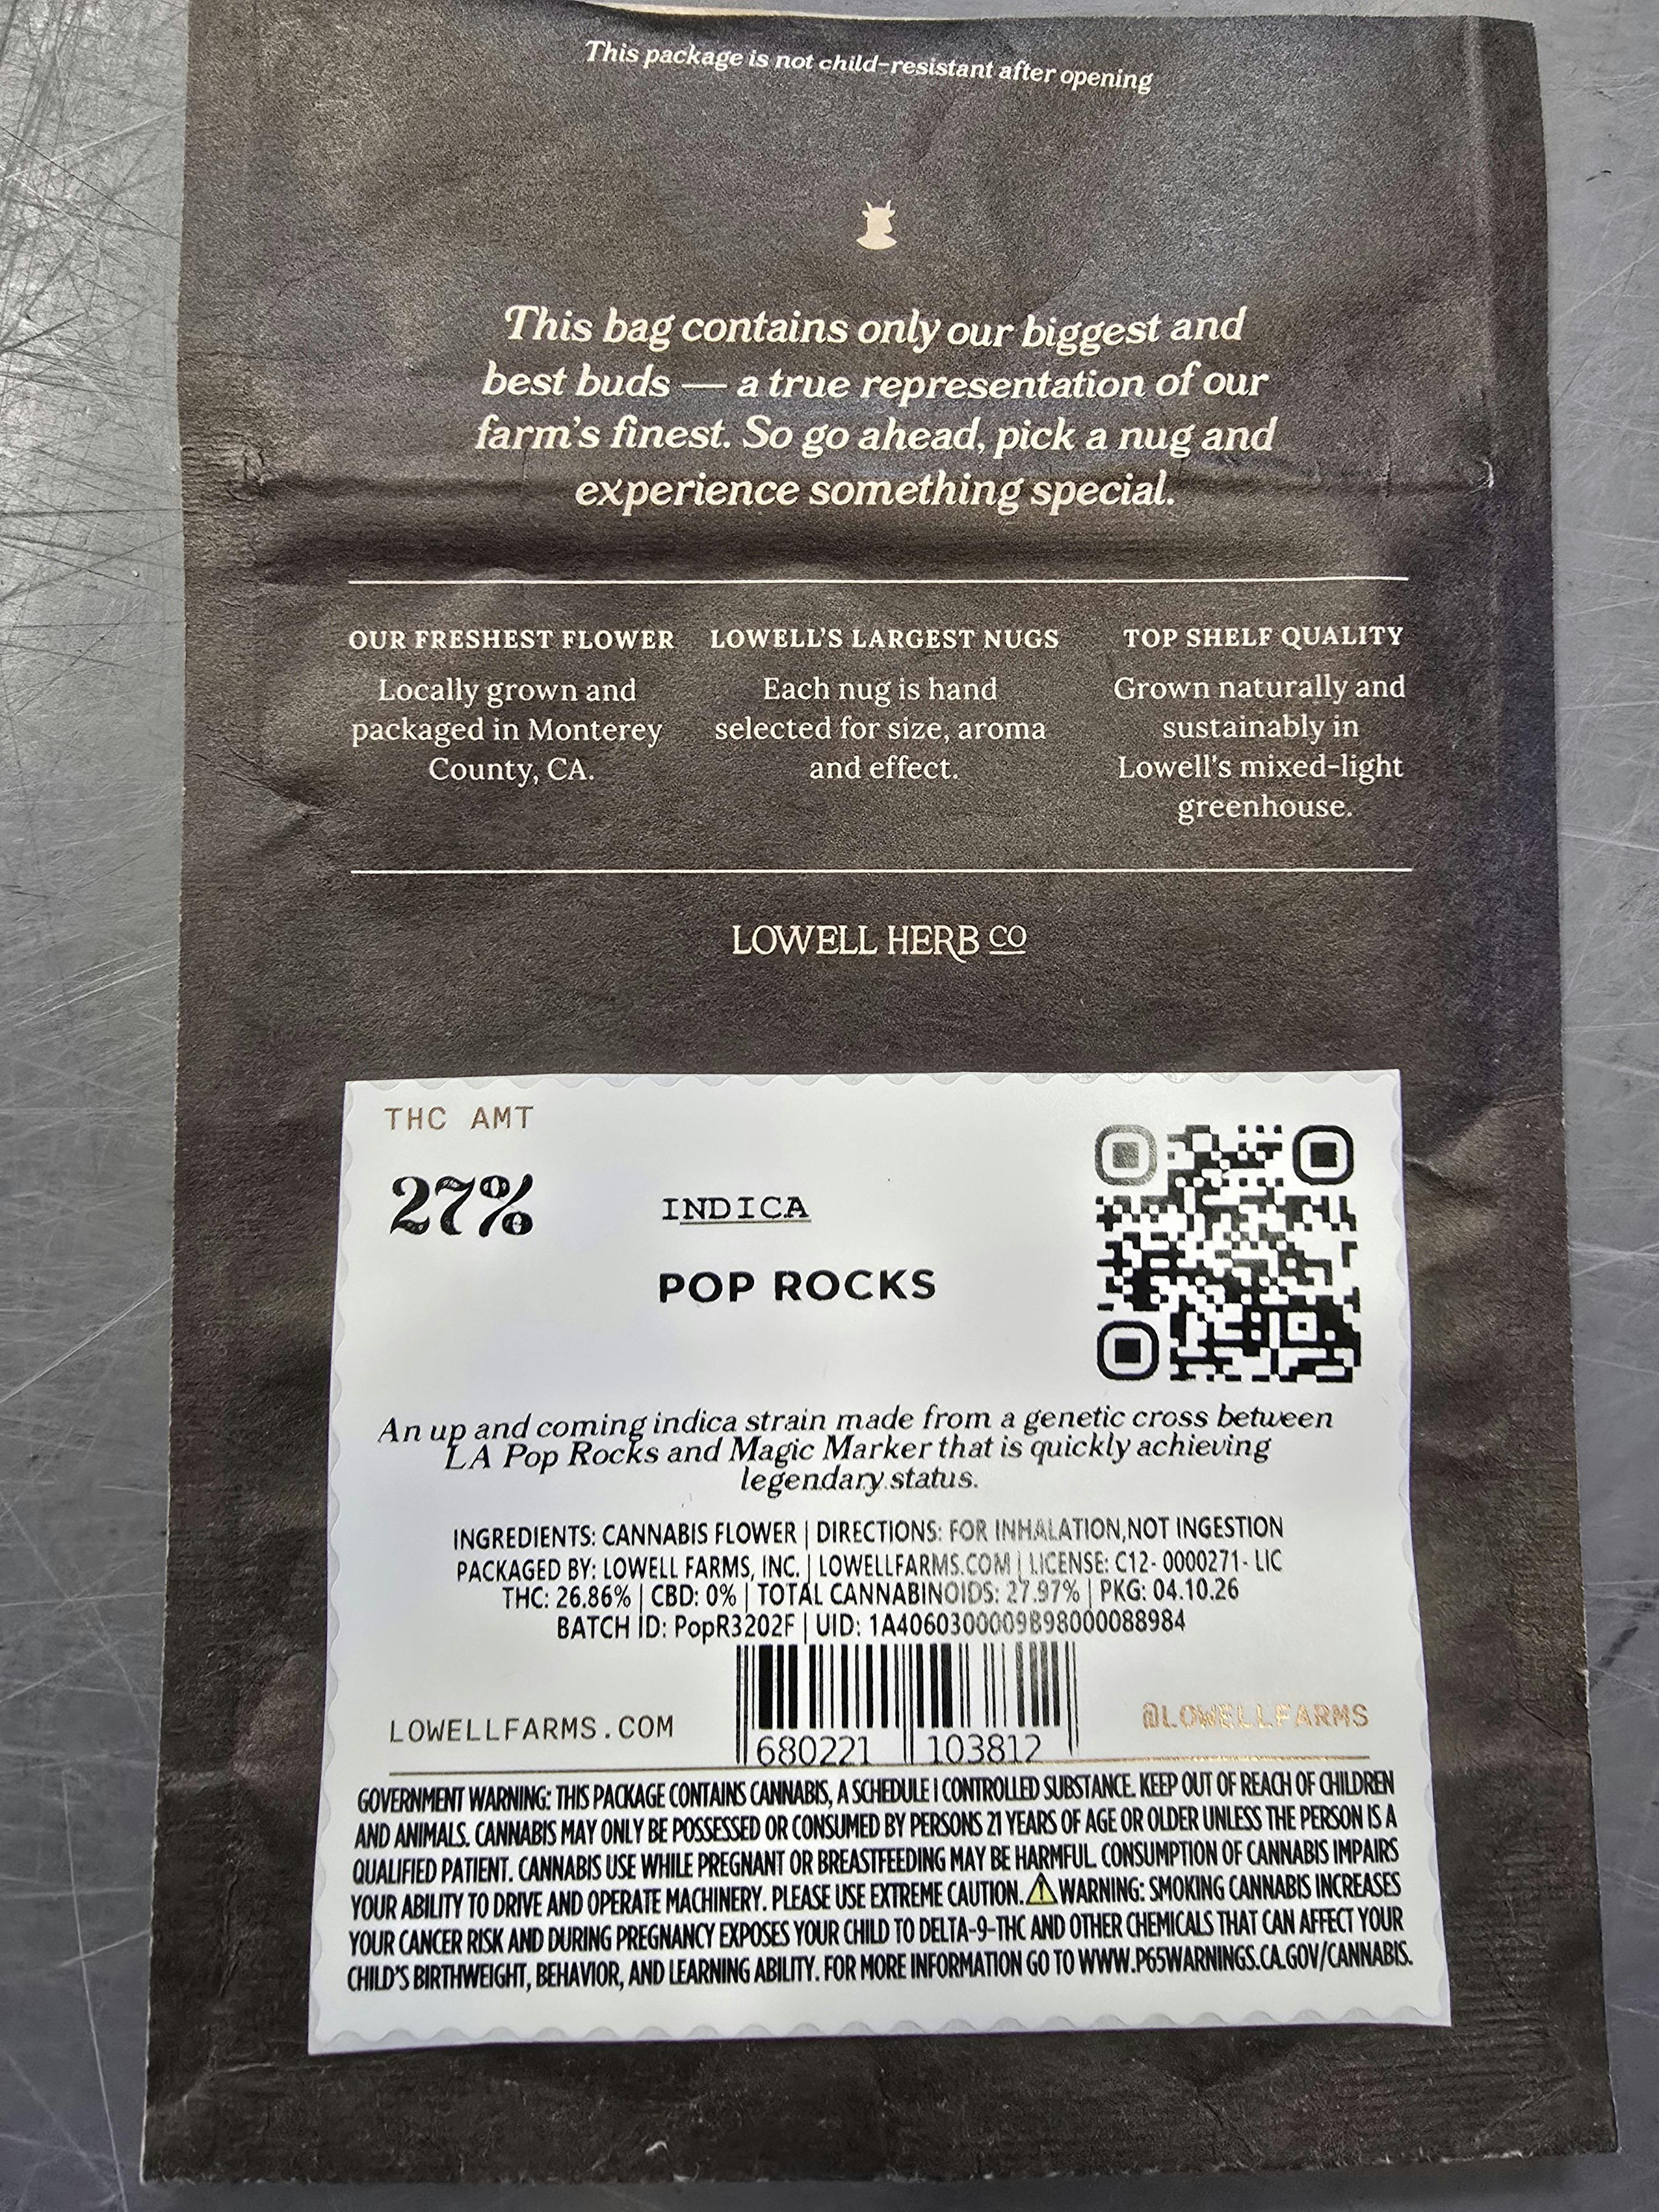 This package is not child-resistant after opening
This bag contains only our biggest and
best buds — a true representation of our
farm's finest. So go ahead, pick a nug and
experience something special.
OUR FRESHEST FLOWER
Locally grown and
packaged in Monterey
County, CA.
LOWELL'S LARGEST NUGS
Each nug is hand
selected for size, aroma
and effect.
TOP SHELF QUALITY
Grown naturally and
sustainably in
Lowell's mixed-light
greenhouse.
LOWELL HERB CO
THC AMT
27%
INDICA
POP ROCKS
An up and coming indica strain made from a genetic cross between
LA Pop Rocks and Magic Marker that is quickly achieving
legendary status.
INGREDIENTS: CANNABIS FLOWER | DIRECTIONS: FOR INHALATION,NOT INGESTION
PACKAGED BY: LOWELL FARMS, INC. | LOWELLFARMS.COM | LICENSE: C12- 0000271- LIC
THC: 26.86% | CBD: 0% | TOTAL CANNABINOIDS: 27.97% | PKG: 04.10.26
BATCH ID: PopR3202F | UID: 1A4060300009B98000088984
LOWELLFARMS.COM
680221 103812
@LOWELLFARMS
GOVERNMENT WARNING: THIS PACKAGE CONTAINS CANNABIS, A SCHEDULE I CONTROLLED SUBSTANCE. KEEP OUT OF REACH OF CHILDREN
AND ANIMALS. CANNABIS MAY ONLY BE POSSESSED OR CONSUMED BY PERSONS 21 YEARS OF AGE OR OLDER UNLESS THE PERSON IS A
QUALIFIED PATIENT. CANNABIS USE WHILE PREGNANT OR BREASTFEEDING MAY BE HARMFUL. CONSUMPTION OF CANNABIS IMPAIRS
YOUR ABILITY TO DRIVE AND OPERATE MACHINERY. PLEASE USE EXTREME CAUTION. WARNING: SMOKING CANNABIS INCREASES
YOUR CANCER RISK AND DURING PREGNANCY EXPOSES YOUR CHILD TO DELTA-9-THC AND OTHER CHEMICALS THAT CAN AFFECT YOUR
CHILD'S BIRTHWEIGHT, BEHAVIOR, AND LEARNING ABILITY. FOR MORE INFORMATION GO TO WWW.P65WARNINGS.CA.GOV/CANNABIS.